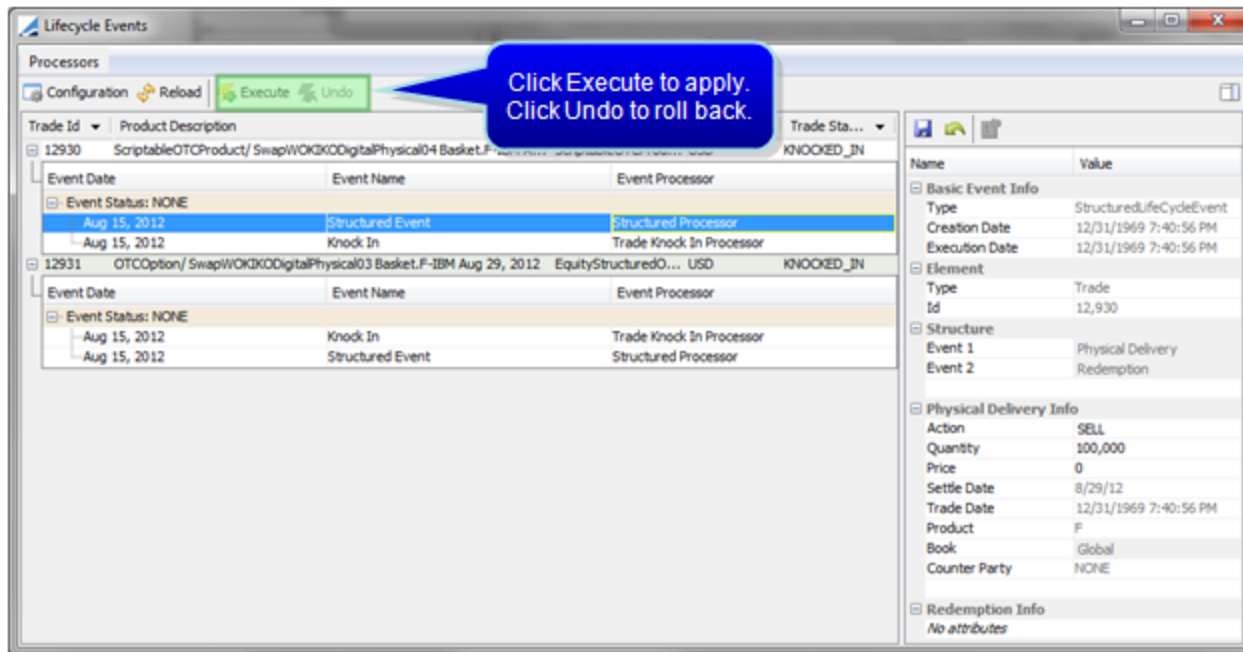 Lifecycle Events
Processors
Configuration Reload Execute Undo
Click Execute to apply.
Click Undo to roll back.
Trade Id Product Description Trade Sta...
12930 ScriptableOTCProduct/ SwapWOKIKODigitalPhysical04 Basket. KNOCKED_IN
Event Date Event Name Event Processor
Event Status: NONE
Aug 15, 2012 Structured Event Structured Processor
Aug 15, 2012 Knock In Trade Knock In Processor
12931 OTCOption/ SwapWOKIKODigitalPhysical03 Basket.F-IBM Aug 29, 2012 EquityStructuredO... USD KNOCKED_IN
Event Date Event Name Event Processor
Event Status: NONE
Aug 15, 2012 Knock In Trade Knock In Processor
Aug 15, 2012 Structured Event Structured Processor
Name Value
Basic Event Info
Type StructuredLifeCycleEvent
Creation Date 12/31/1969 7:40:56 PM
Execution Date 12/31/1969 7:40:56 PM
Element
Type Trade
Id 12,930
Structure
Event 1 Physical Delivery
Event 2 Redemption
Physical Delivery Info
Action SELL
Quantity 100,000
Price 0
Settle Date 8/29/12
Trade Date 12/31/1969 7:40:56 PM
Product F
Book Global
Counter Party NONE
Redemption Info
No attributes